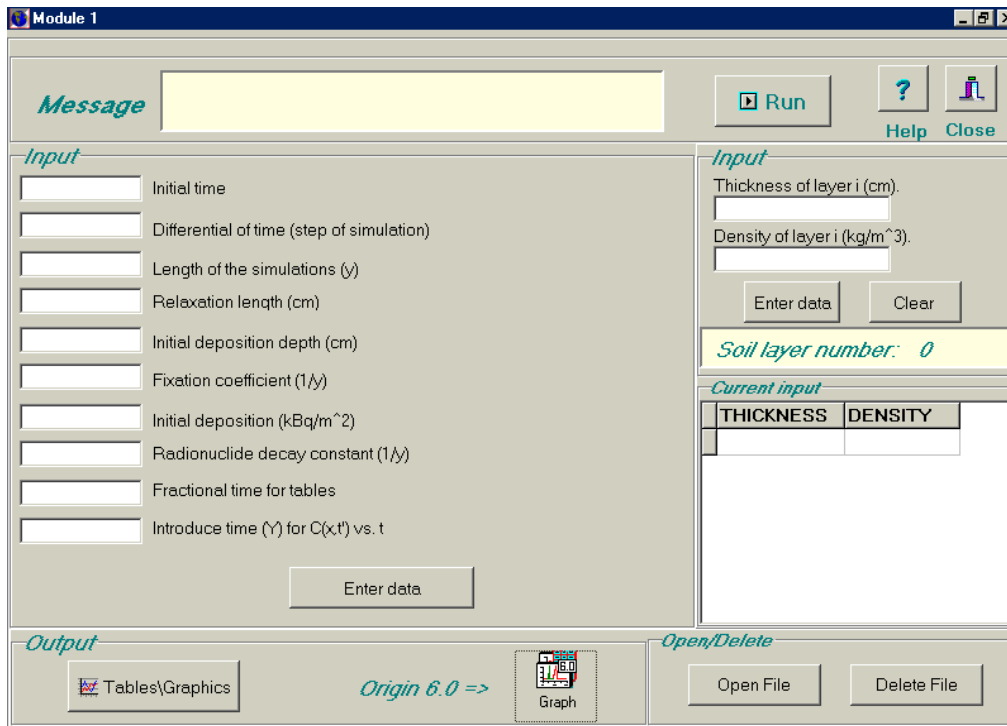 Module 1
Message
Run
?
Help
Close
Input
Initial time
Differential of time (step of simulation)
Length of the simulations (y)
Relaxation length (cm)
Initial deposition depth (cm)
Fixation coefficient (1/y)
Initial deposition (kBq/m^2)
Radionuclide decay constant (1/y)
Fractional time for tables
Introduce time (Y) for C(x,t') vs. t
Enter data
Input
Thickness of layer i (cm).
Density of layer i (kg/m^3).
Enter data
Clear
Soil layer number: 0
Current input
THICKNESS DENSITY
Output
Tables\Graphics
Origin 6.0 =>
6.0
Graph
Open/Delete
Open File
Delete File